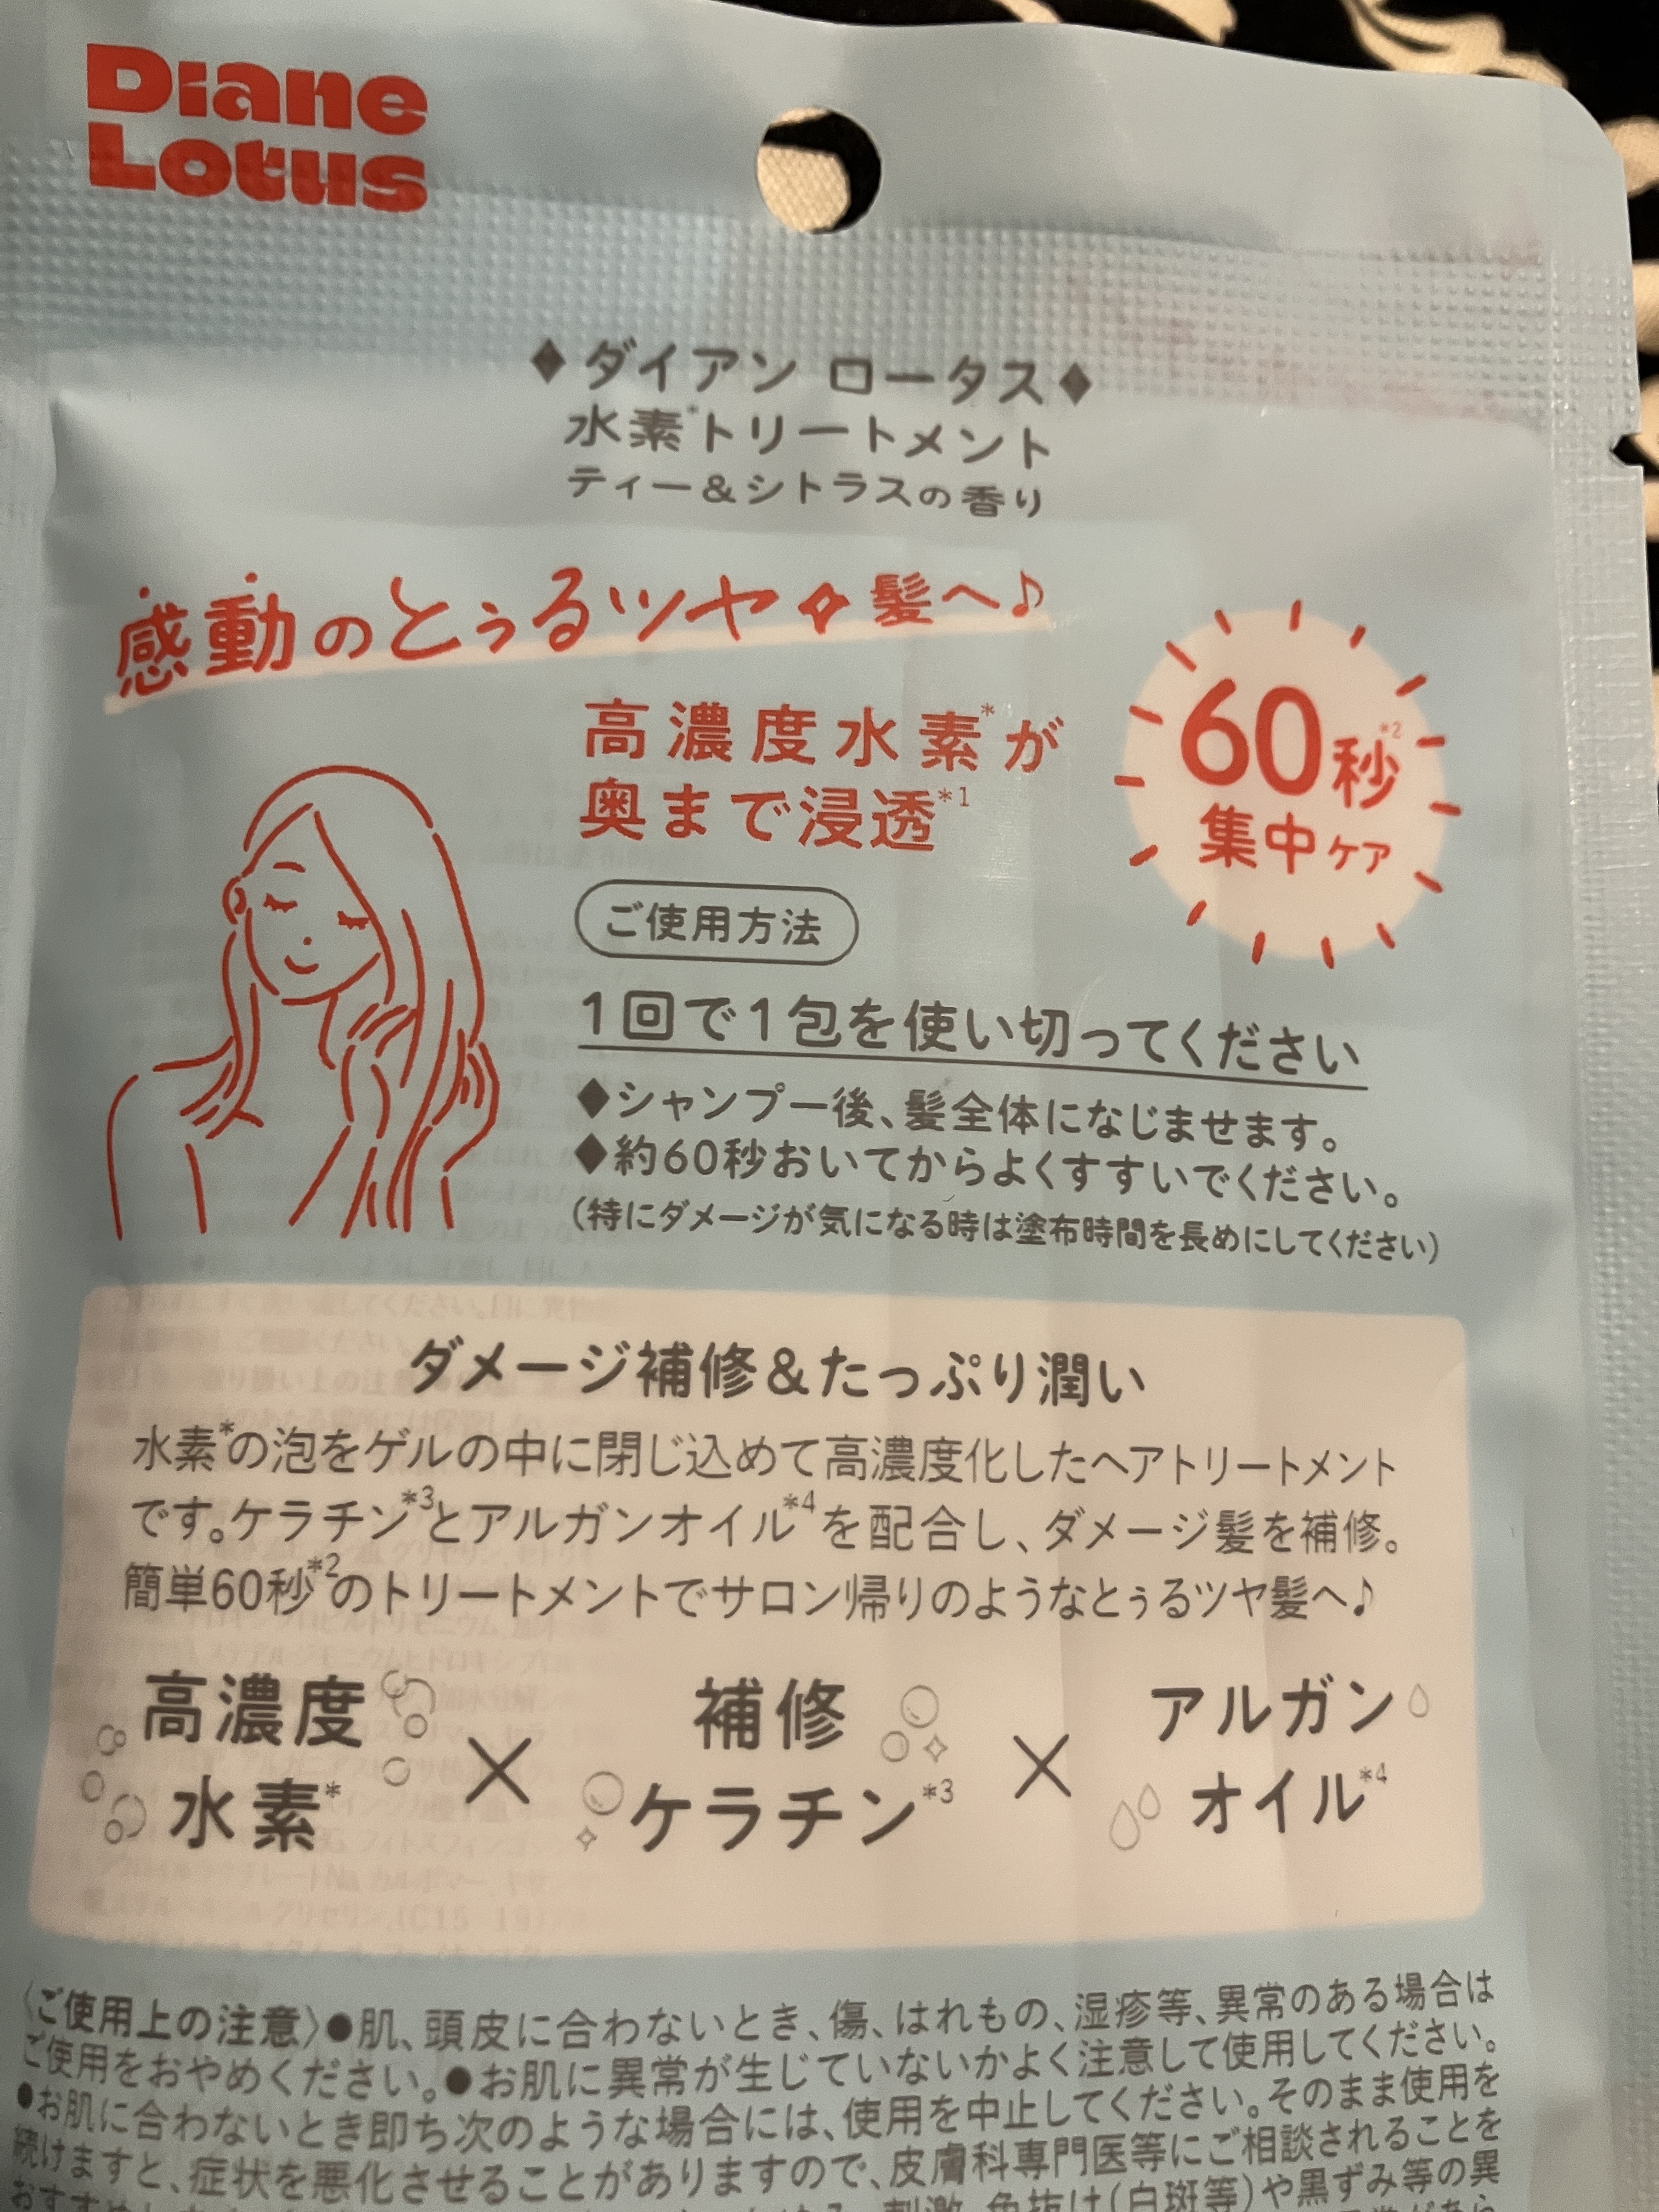 Diane
Lotus
◆ダイアン ロータス◆
水素*トリートメント
ティー&シトラスの香り
感動のとぅるツヤ✧髪へ♪
高濃度水素*が
奥まで浸透*1
60秒*2
集中ケア
ご使用方法
1回で1包を使い切ってください
◆シャンプー後、髪全体になじませます。
◆約60秒おいてからよくすすいでください。
(特にダメージが気になる時は塗布時間を長めにしてください)
ダメージ補修&たっぷり潤い
水素*の泡をゲルの中に閉じ込めて高濃度化したヘアトリートメント
です。ケラチン*3とアルガンオイル*4を配合し、ダメージ髪を補修。
簡単60秒*2のトリートメントでサロン帰りのようなとぅるツヤ髪へ♪
高濃度
水素*
×
補修
ケラチン*3
×
アルガン
オイル*4
〈ご使用上の注意〉●肌、頭皮に合わないとき、傷、はれもの、湿疹等、異常のある場合は
ご使用をおやめください。●お肌に異常が生じていないかよく注意して使用してください。
●お肌に合わないとき即ち次のような場合には、使用を中止してください。そのまま使用を
続けますと、症状を悪化させることがありますので、皮膚科専門医等にご相談されることを
刺激、色抜け(白斑等)や黒ずみ等の異